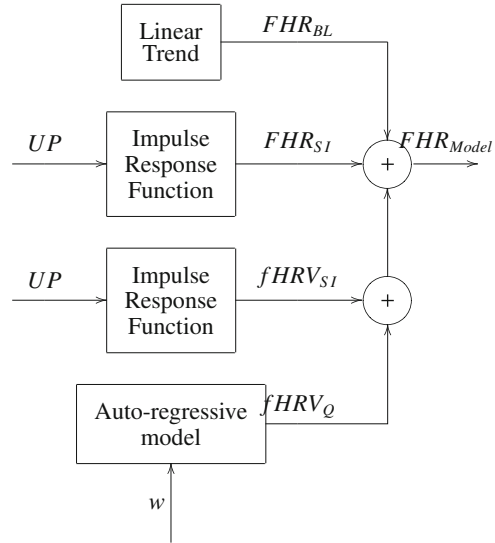 Linear
Trend
FHR_BL
UP
Impulse
Response
Function
FHR_SI
+
FHR_Model
UP
Impulse
Response
Function
fHRV_SI
+
Auto-regressive
model
fHRV_Q
w